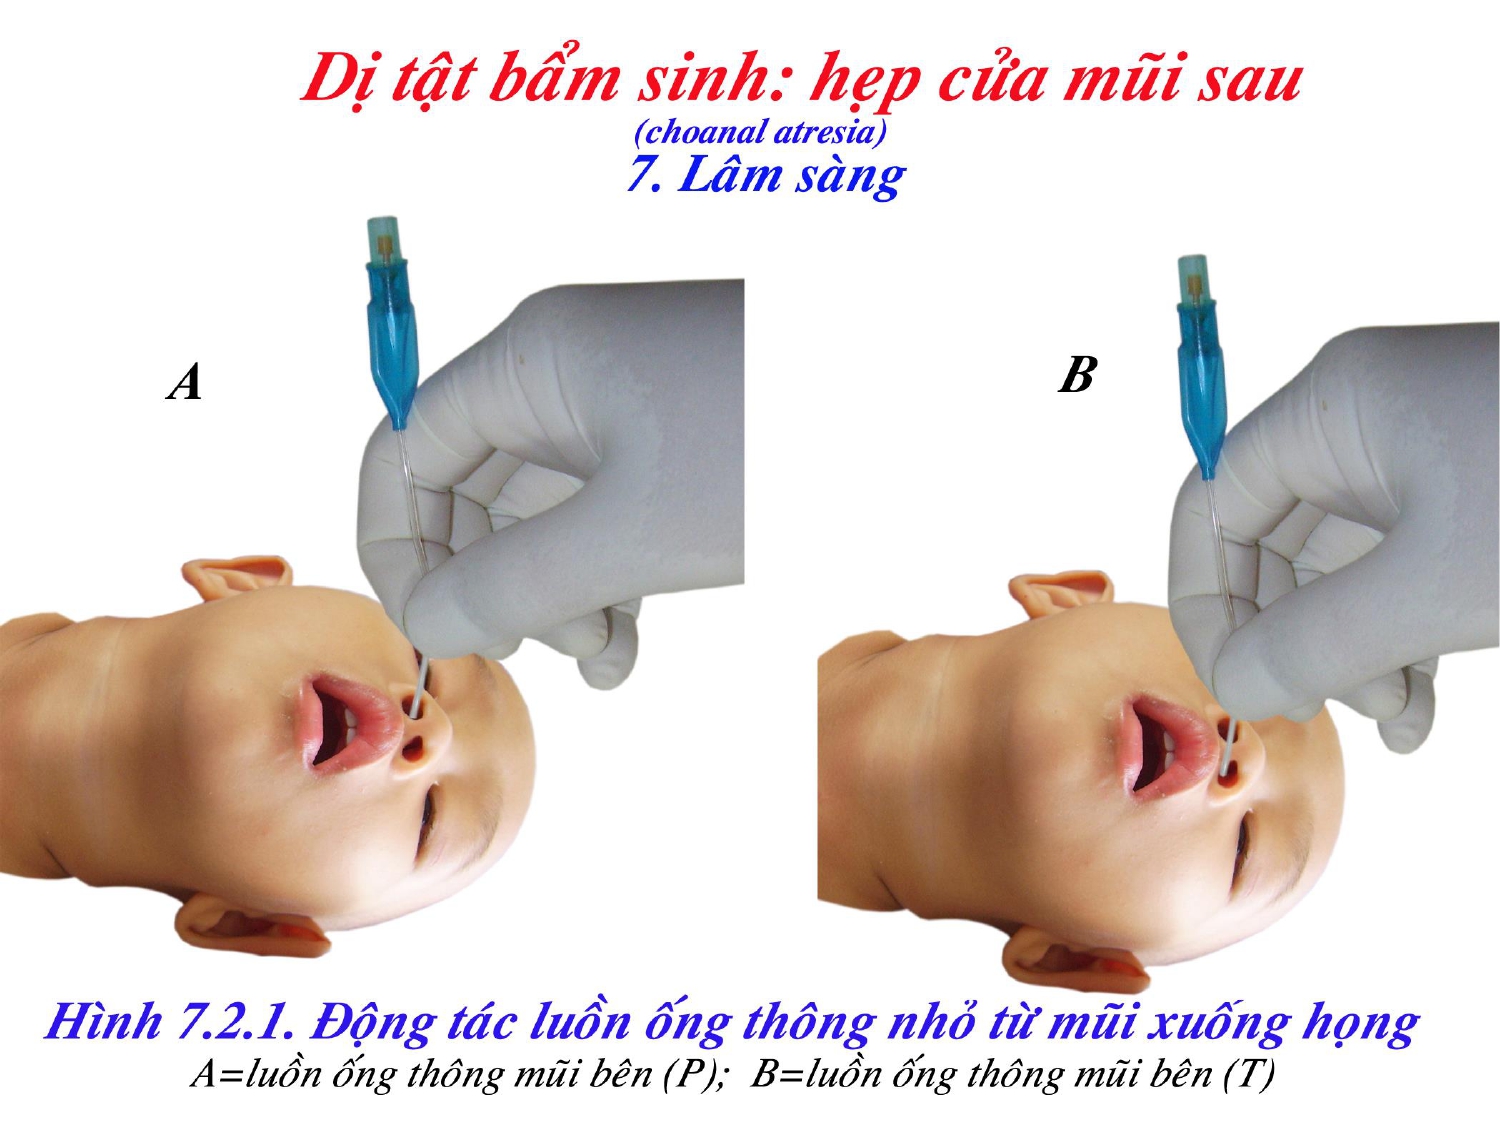 Dị tật bẩm sinh: hẹp cửa mũi sau
(choanal atresia)
7. Lâm sàng
A
B
Hình 7.2.1. Động tác luồn ống thông nhỏ từ mũi xuống họng
A=luồn ống thông mũi bên (P); B=luồn ống thông mũi bên (T)